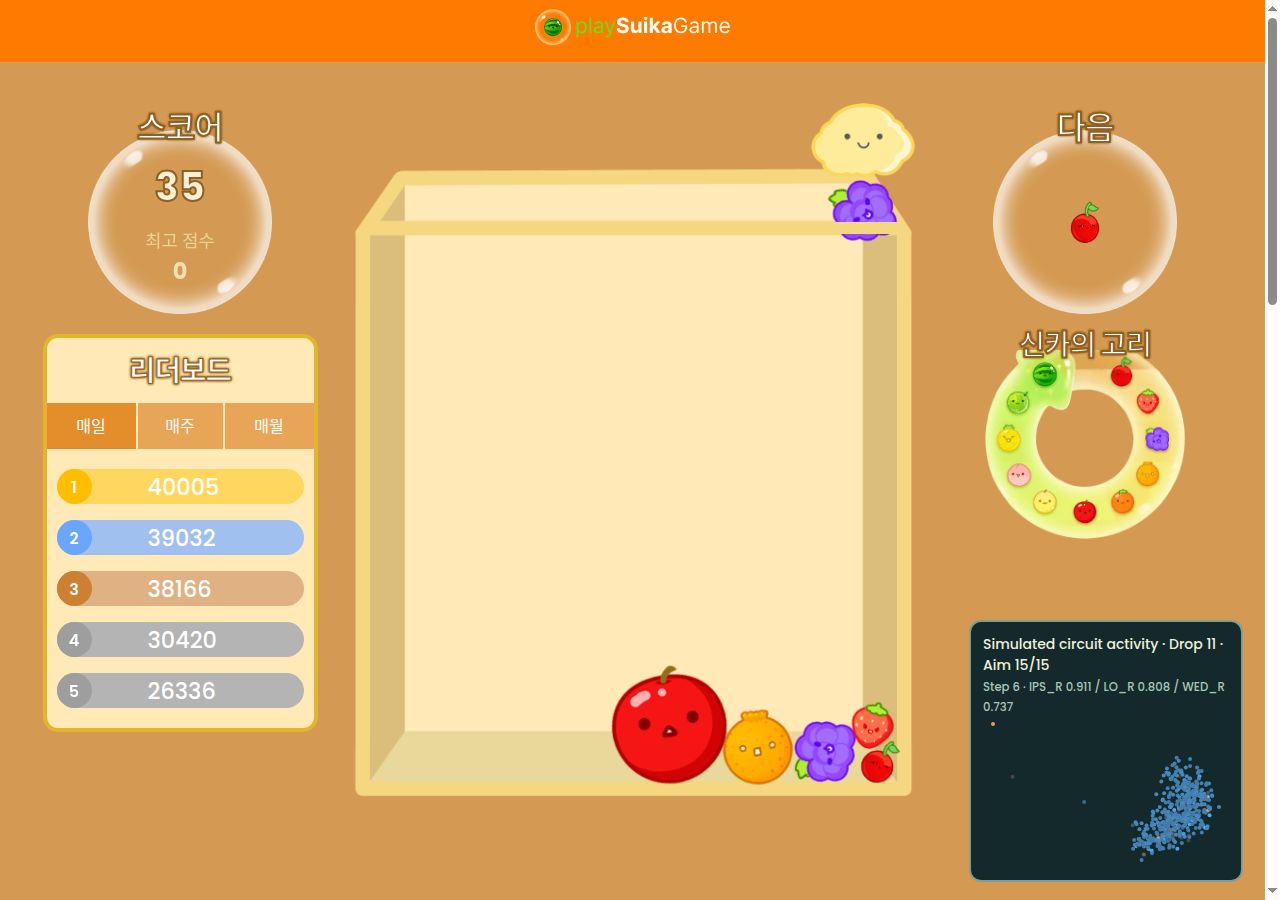 playSuikaGame
스코어
35
최고 점수
0
다음
리더보드
매일 매주 매월
1 40005
2 39032
3 38166
4 30420
5 26336
신카의 고리
Simulated circuit activity · Drop 11 ·
Aim 15/15
Step 6 · IPS_R 0.911 / LO_R 0.808 / WED_R
0.737